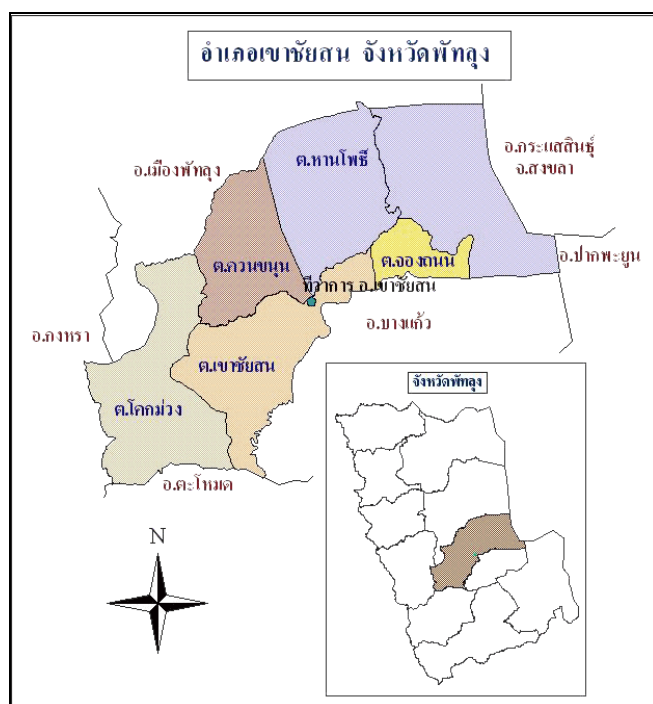 อำเภอเขาชัยสน จังหวัดพัทลุง
ต.หานโพธิ์
อ.กระแสสินธุ์
จ.สงขลา
อ.เมืองพัทลุง
ต.ควนขนุน
ต.จองถนน
อ.ปากพะยูน
ที่ว่าการ อ.เขาชัยสน
อ.บางแก้ว
อ.กงหรา
ต.เขาชัยสน
ต.โคกม่วง
อ.ตะโหมด
จังหวัดพัทลุง
N